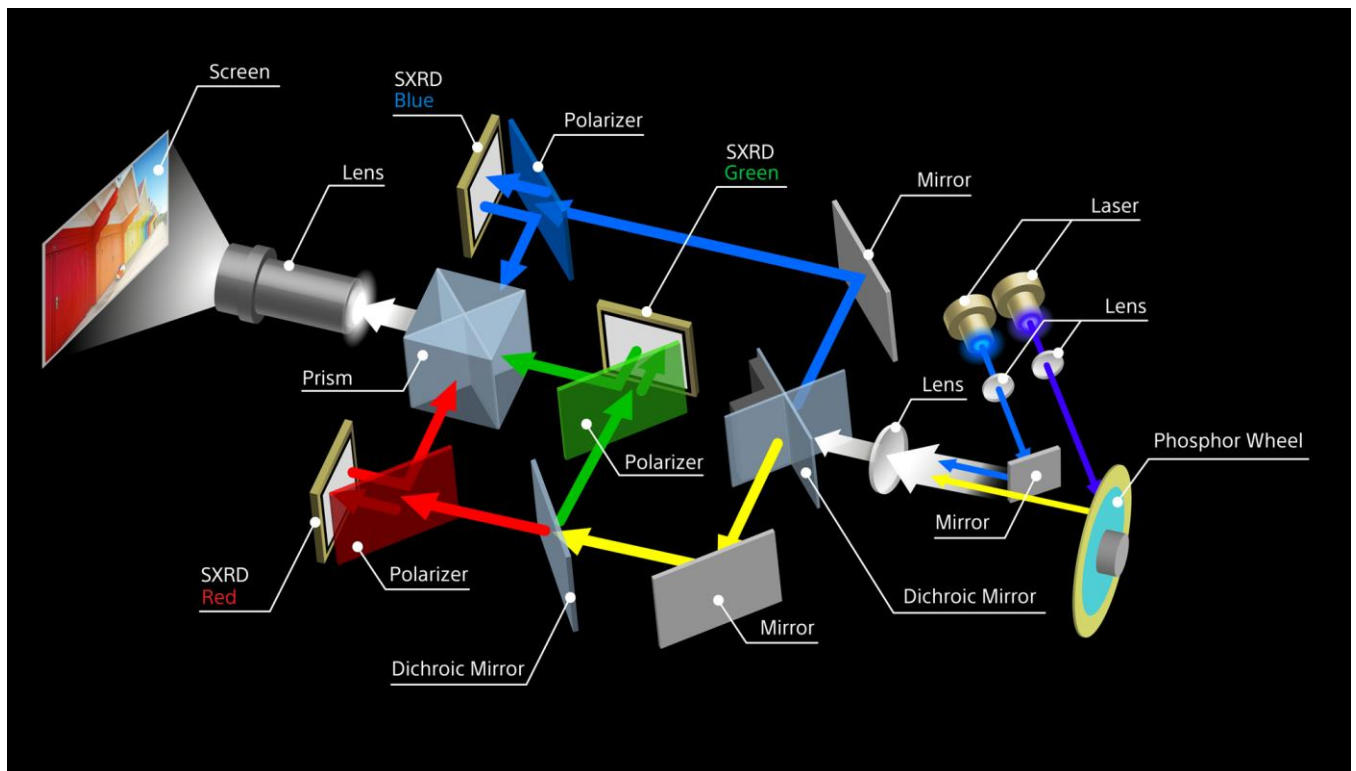 Screen
SXRD
Blue
Polarizer
Lens
SXRD
Green
Mirror
Laser
Lens
Prism
Lens
Phosphor Wheel
Polarizer
Mirror
SXRD
Red
Polarizer
Dichroic Mirror
Mirror
Dichroic Mirror